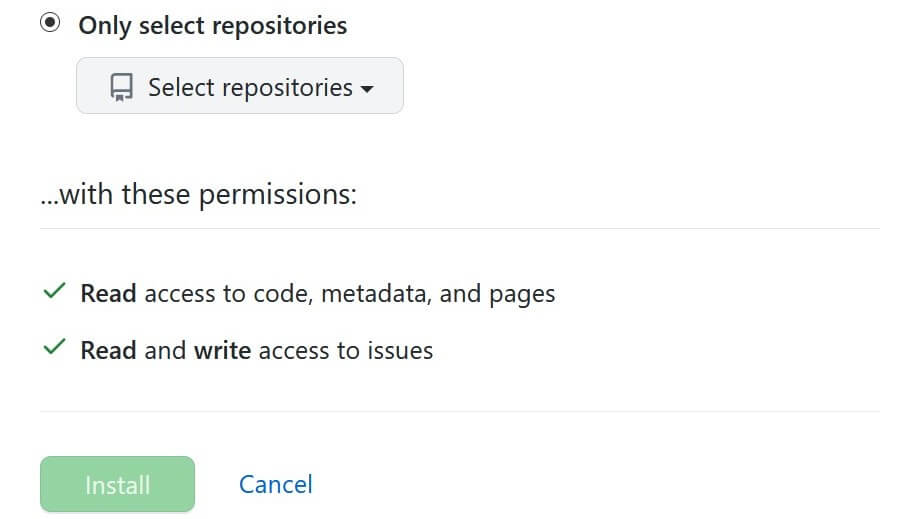 Only select repositories
Select repositories
...with these permissions:
Read access to code, metadata, and pages
Read and write access to issues
Install
Cancel